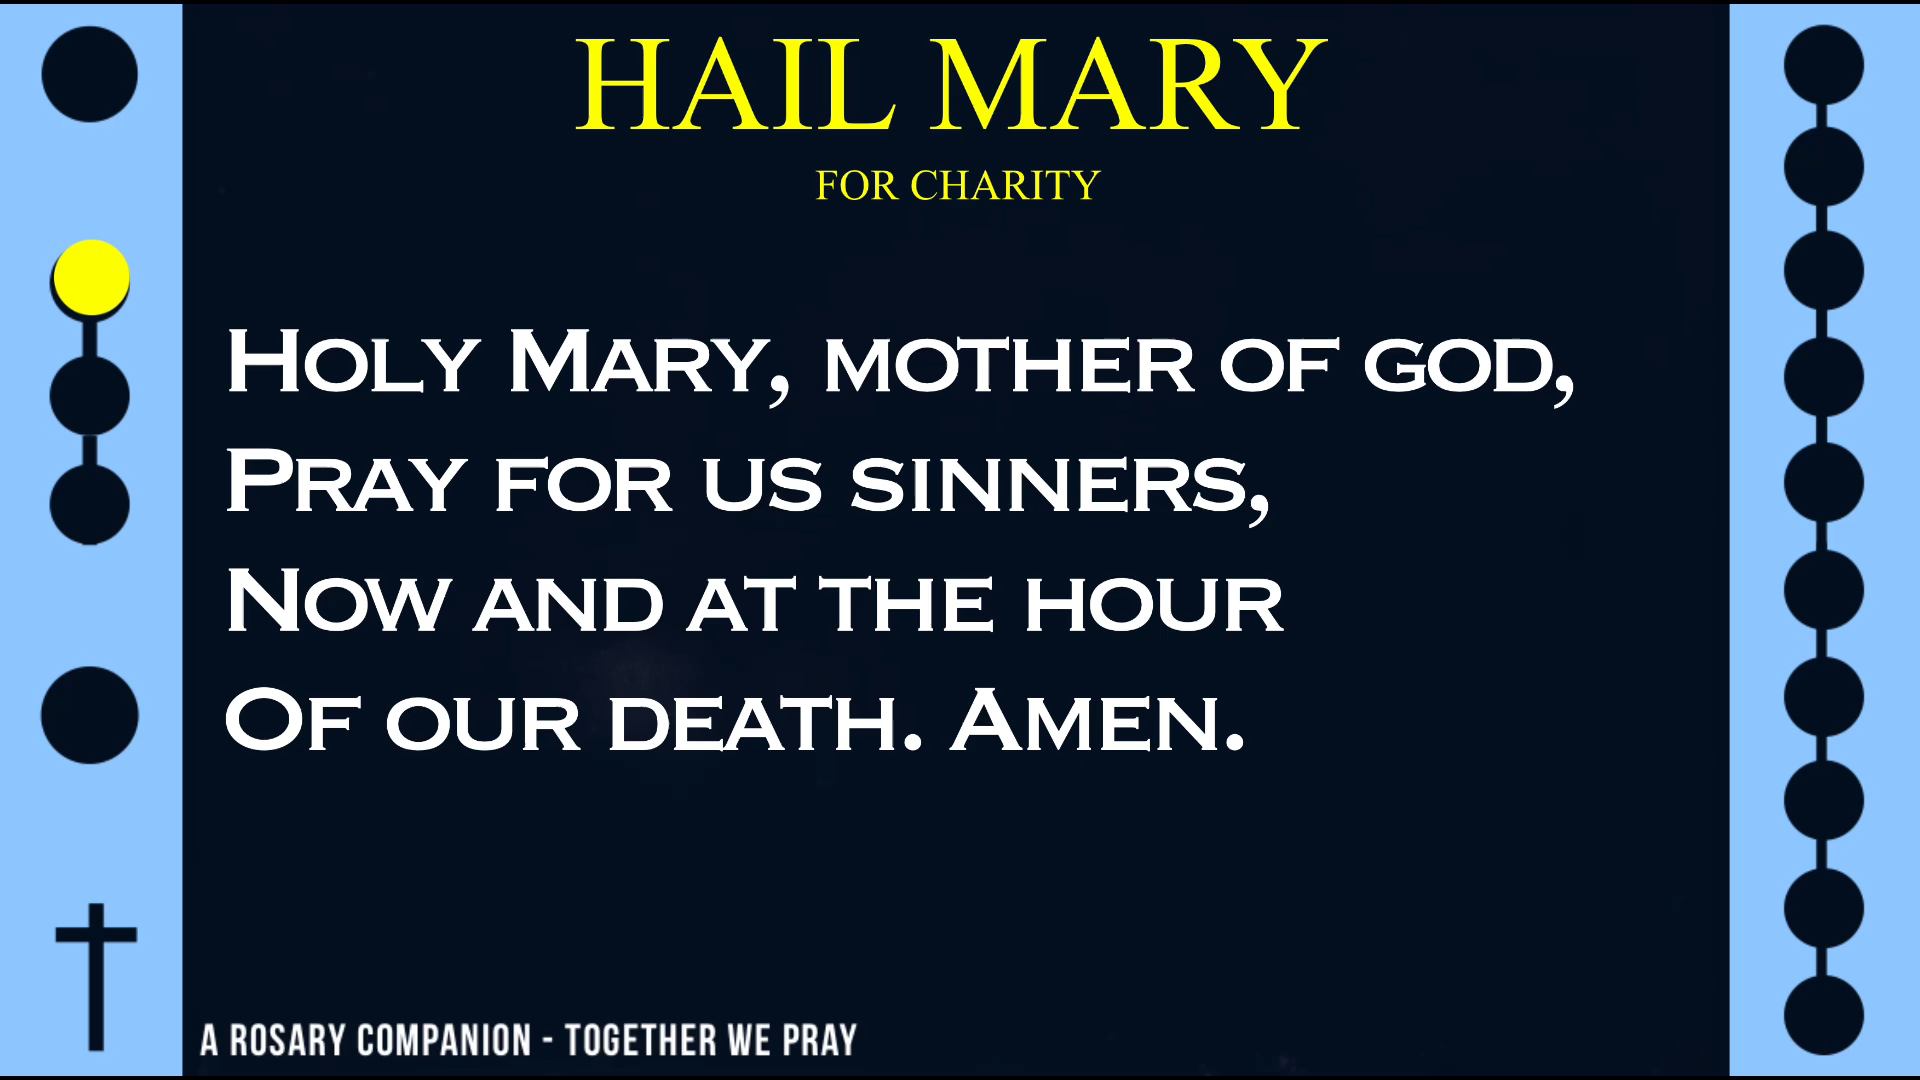 HAIL MARY
FOR CHARITY
Holy Mary, mother of god,
Pray for us sinners,
Now and at the hour
Of our death. Amen.
A ROSARY COMPANION - TOGETHER WE PRAY